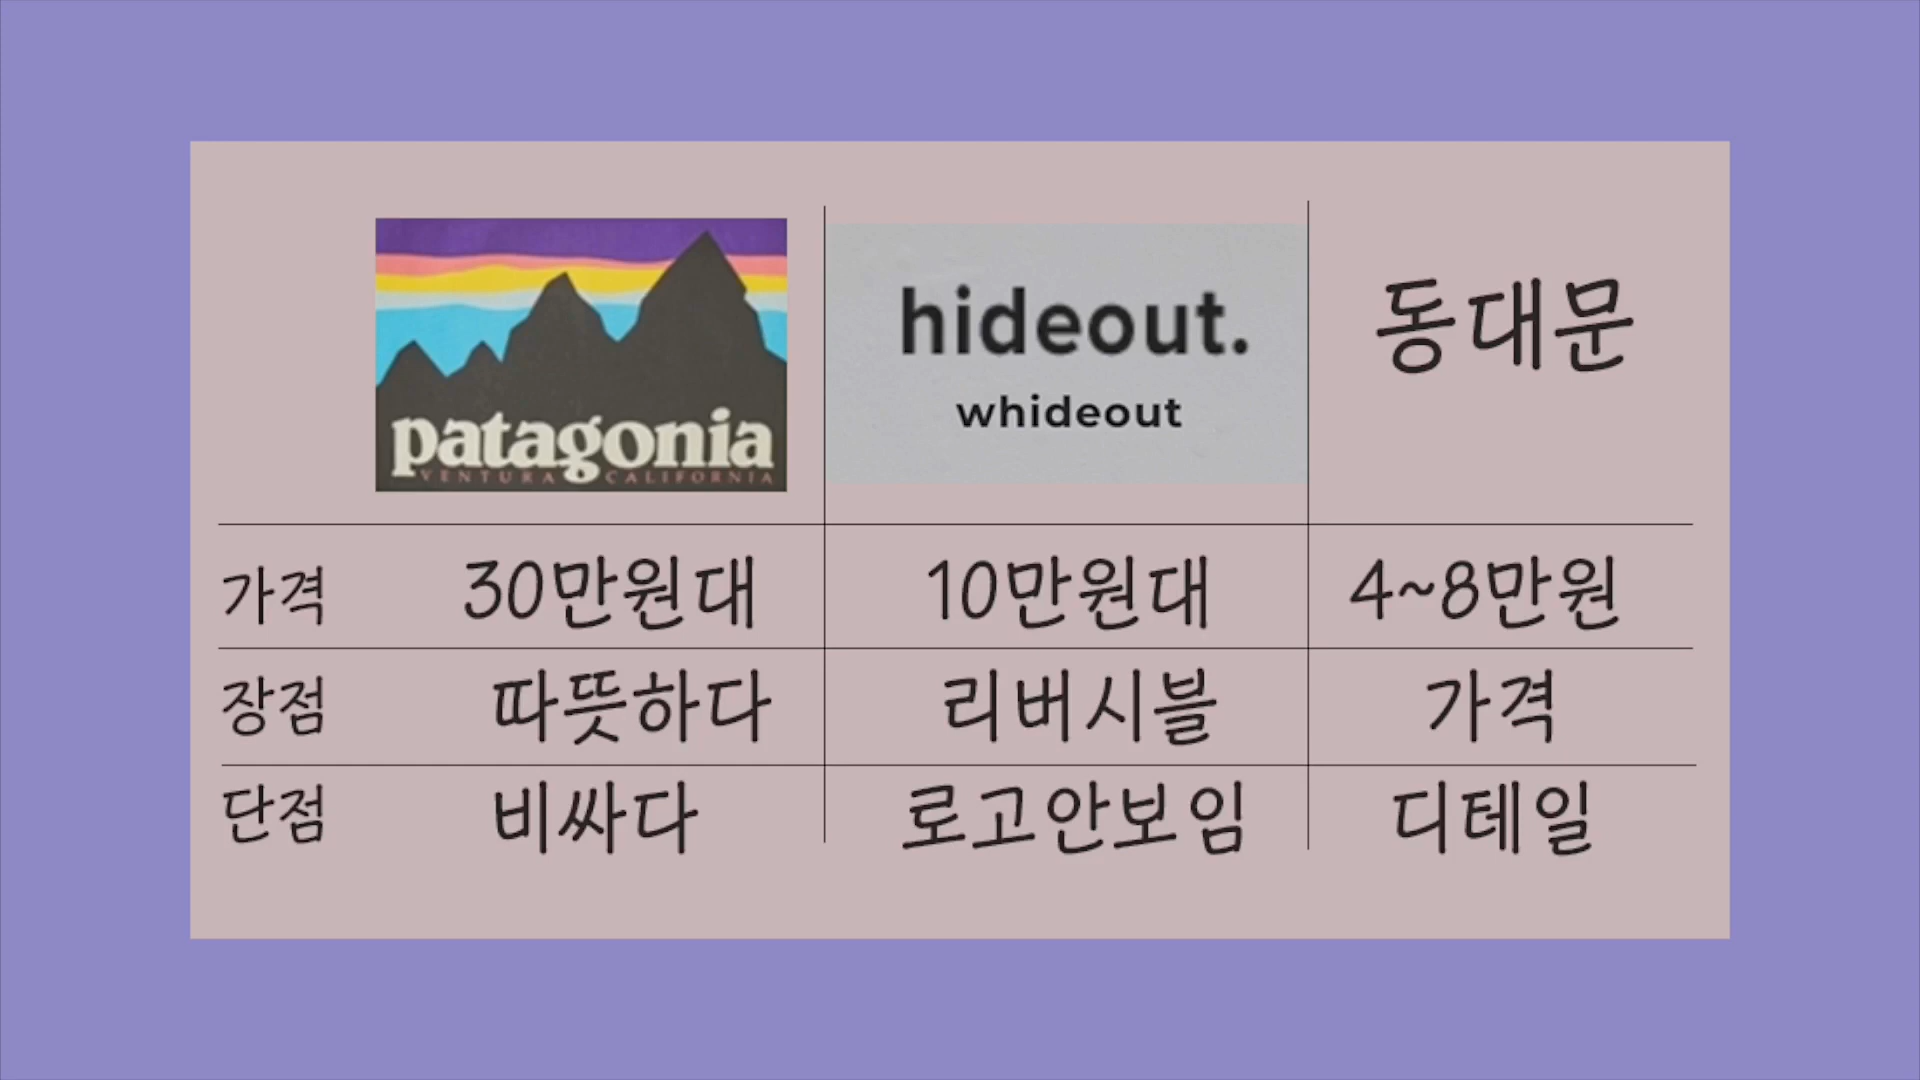 patagonia
VENTURA CALIFORNIA
hideout.
whideout
동대문
가격 30만원대 10만원대 4~8만원
장점 따뜻하다 리버시블 가격
단점 비싸다 로고안보임 디테일